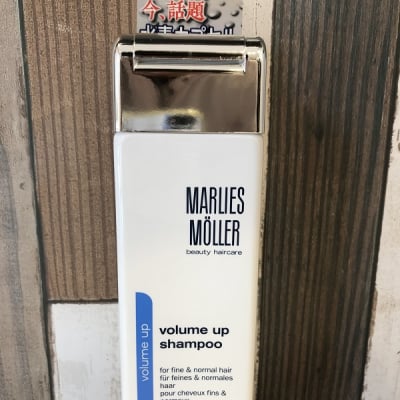 今、話題
MARLIES
MÖLLER
beauty haircare
volume up
volume up
shampoo
for fine & normal hair
für feines & normales
haar
pour cheveux fins &